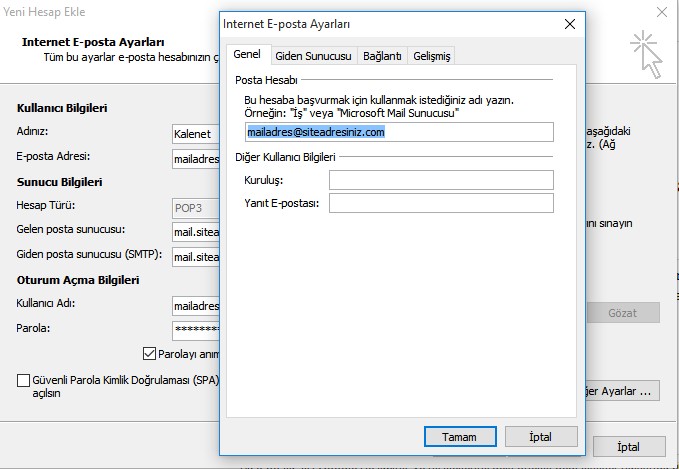 Yeni Hesap Ekle
Internet E-posta Ayarları
Tüm bu ayarlar e-posta hesabınızın
Kullanıcı Bilgileri
Adınız:
Kalenet
E-posta Adresi:
mailadres
Sunucu Bilgileri
Hesap Türü:
POP3
Gelen posta sunucusu:
mail.sitea
Giden posta sunucusu (SMTP):
mail.sitea
Oturum Açma Bilgileri
Kullanıcı Adı:
mailadres
Parola:
********
Parolayı anım
Güvenli Parola Kimlik Doğrulaması (SPA)
açılsın
Internet E-posta Ayarları
Genel
Giden Sunucusu
Bağlantı
Gelişmiş
Posta Hesabı
Bu hesaba başvurmak için kullanmak istediğiniz adı yazın.
Örneğin: "İş" veya "Microsoft Mail Sunucusu"
mailadres@siteadresiniz.com
Diğer Kullanıcı Bilgileri
Kuruluş:
Yanıt E-postası:
Tamam
İptal
aşağıdaki
z. (Ağ
ını sınayın
Gözat
ğer Ayarlar ...
İptal